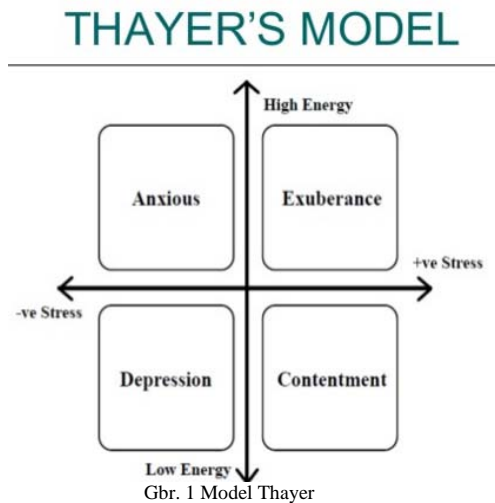 THAYER'S MODEL
High Energy
Anxious
Exuberance
+ve Stress
-ve Stress
Depression
Contentment
Low Energy
Gbr. 1 Model Thayer